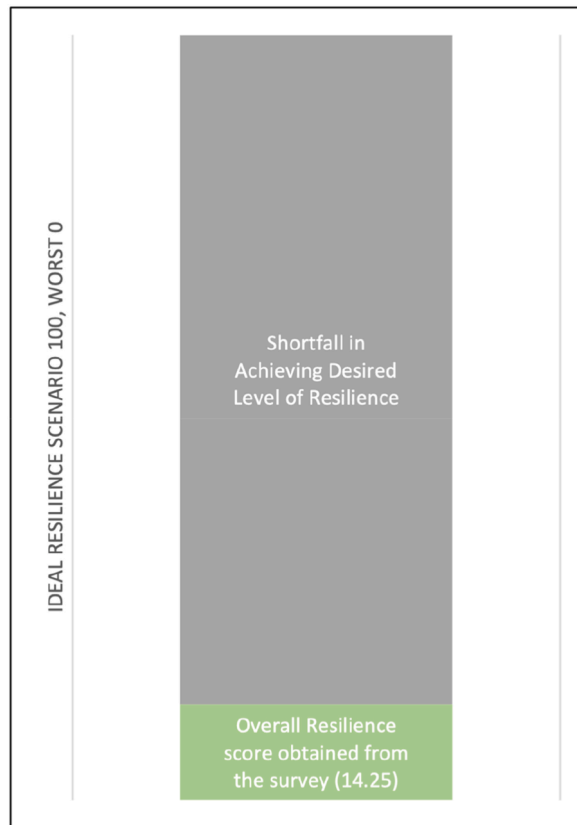 IDEAL RESILIENCE SCENARIO 100, WORST 0
Shortfall in
Achieving Desired
Level of Resilience
Overall Resilience
score obtained from
the survey (14.25)